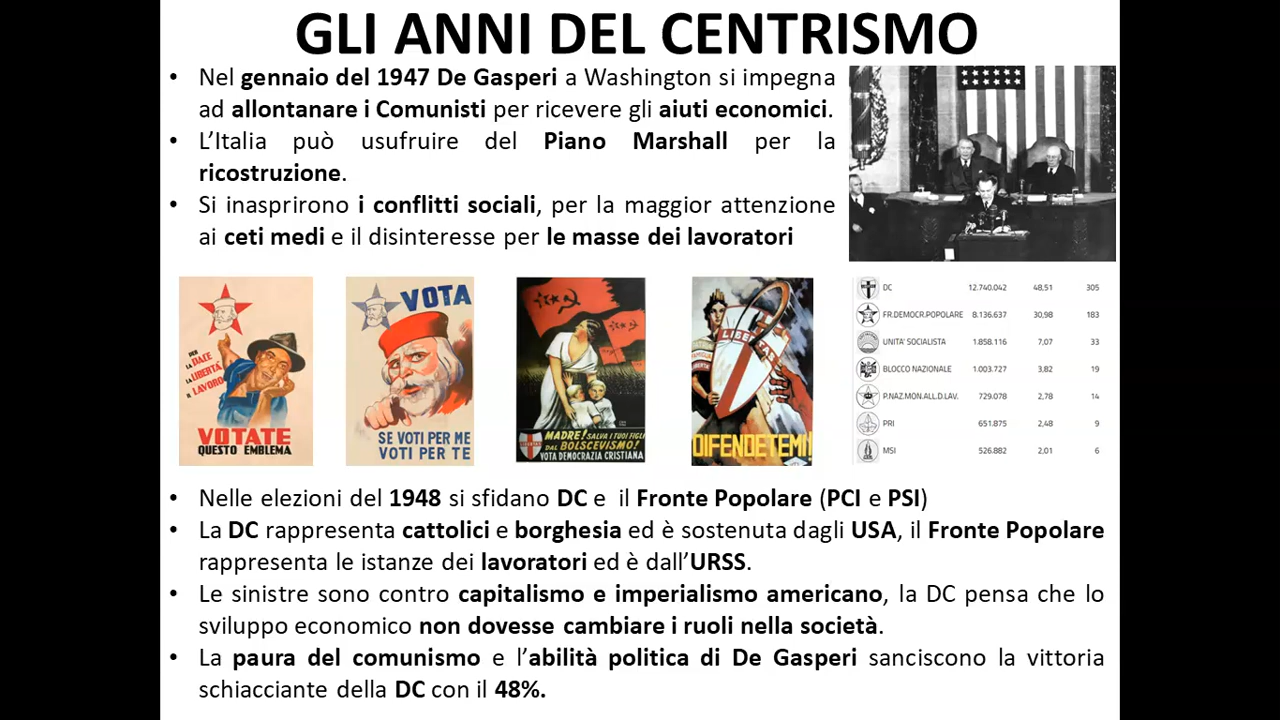 GLI ANNI DEL CENTRISMO
• Nel gennaio del 1947 De Gasperi a Washington si impegna
ad allontanare i Comunisti per ricevere gli aiuti economici.
• L'Italia può usufruire del Piano Marshall per la
ricostruzione.
• Si inasprirono i conflitti sociali, per la maggior attenzione
ai ceti medi e il disinteresse per le masse dei lavoratori
PER
LA PACE
LA LIBERTÀ
IL LAVORO
VOTATE
QUESTO EMBLEMA
VOTA
SE VOTI PER ME
VOTI PER TE
MADRE! SALVA I TUOI FIGLI
DAL BOLSCEVISMO!
VOTA DEMOCRAZIA CRISTIANA
LIBERTAS
FAMIGLIA
DIFENDETEMI!
DC 12.740.042 48,51 305
FR.DEMOCR.POPOLARE 8.136.637 30,98 183
UNITA' SOCIALISTA 1.858.116 7,07 33
BLOCCO NAZIONALE 1.003.727 3,82 19
P.NAZ.MON.ALL.D.LAV. 729.078 2,78 14
PRI 651.875 2,48 9
MSI 526.882 2,01 6
• Nelle elezioni del 1948 si sfidano DC e il Fronte Popolare (PCI e PSI)
• La DC rappresenta cattolici e borghesia ed è sostenuta dagli USA, il Fronte Popolare
rappresenta le istanze dei lavoratori ed è dall'URSS.
• Le sinistre sono contro capitalismo e imperialismo americano, la DC pensa che lo
sviluppo economico non dovesse cambiare i ruoli nella società.
• La paura del comunismo e l'abilità politica di De Gasperi sanciscono la vittoria
schiacciante della DC con il 48%.